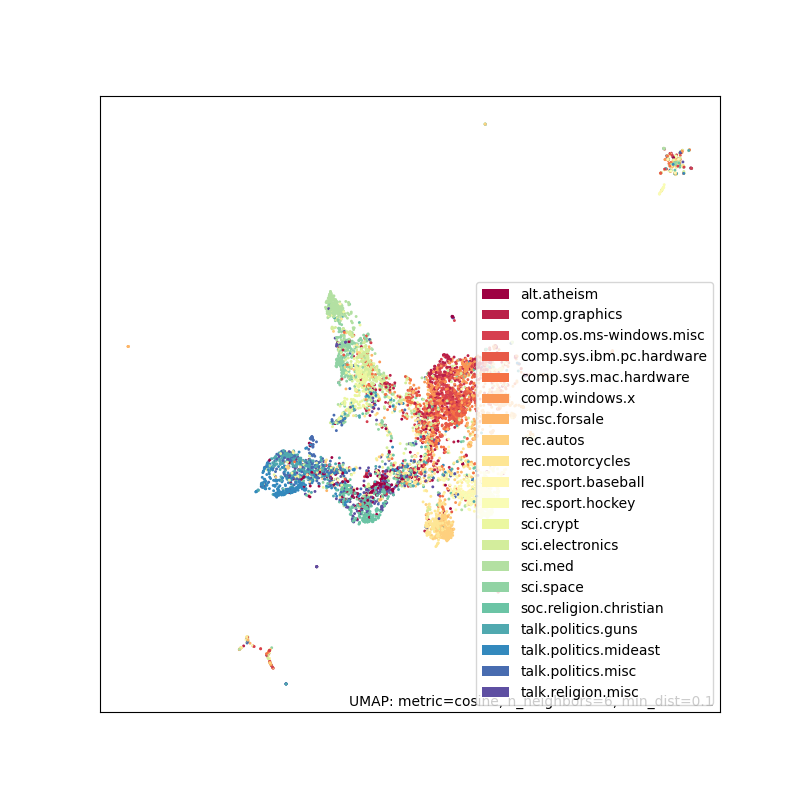 alt.atheism
comp.graphics
comp.os.ms-windows.misc
comp.sys.ibm.pc.hardware
comp.sys.mac.hardware
comp.windows.x
misc.forsale
rec.autos
rec.motorcycles
rec.sport.baseball
rec.sport.hockey
sci.crypt
sci.electronics
sci.med
sci.space
soc.religion.christian
talk.politics.guns
talk.politics.mideast
talk.politics.misc
talk.religion.misc
UMAP: metric=cosine, n_neighbors=6, min_dist=0.1